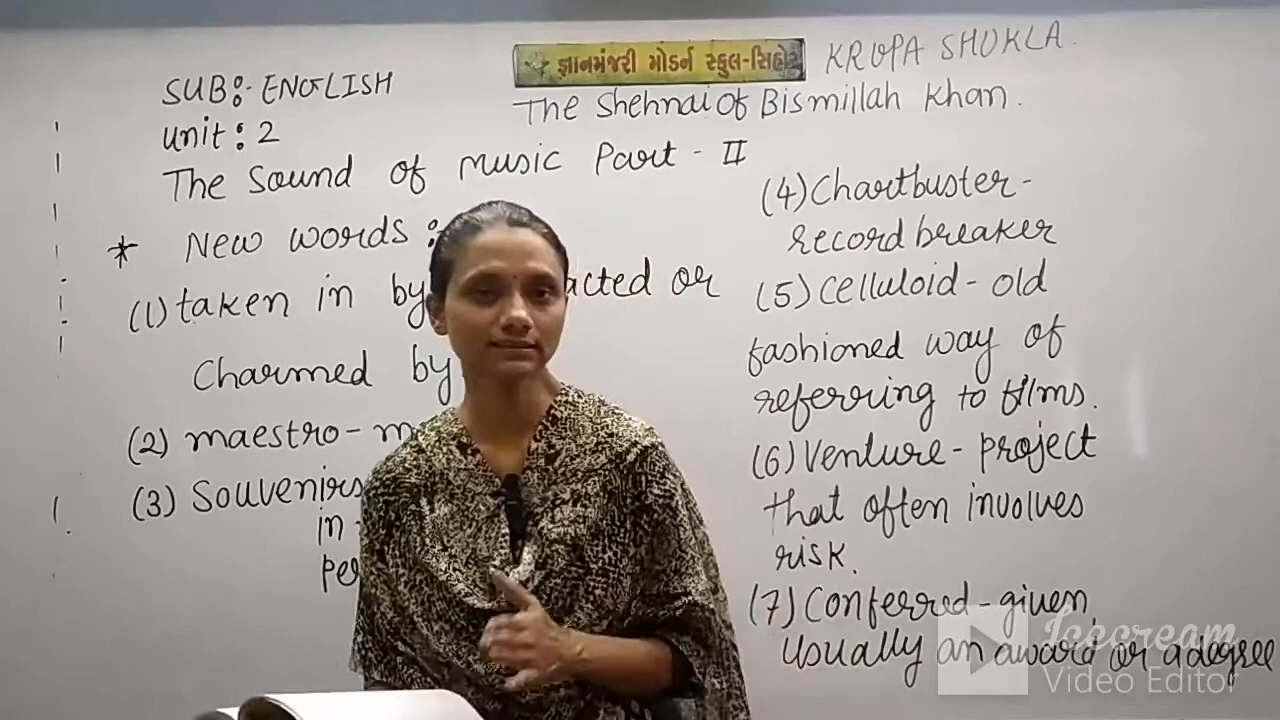 જ્ઞાનમંજરી મોડર્ન સ્કુલ-સિહોર
KRUPA SHUKLA
SUB:- ENGLISH
The Shehnai of Bismillah Khan.
Unit: 2
The Sound of Music Part - II
* New words :-
(1) taken in by
acted or
Charmed by
(2) maestro -
(3) Souvenirs
in
(4) Chartbuster -
record breaker
(5) Celluloid - old
fashioned way of
referring to films.
(6) Venture - project
that often involves
risk.
(7) Conferred - given,
Usually an award or a degree
Icecream
Video Editor